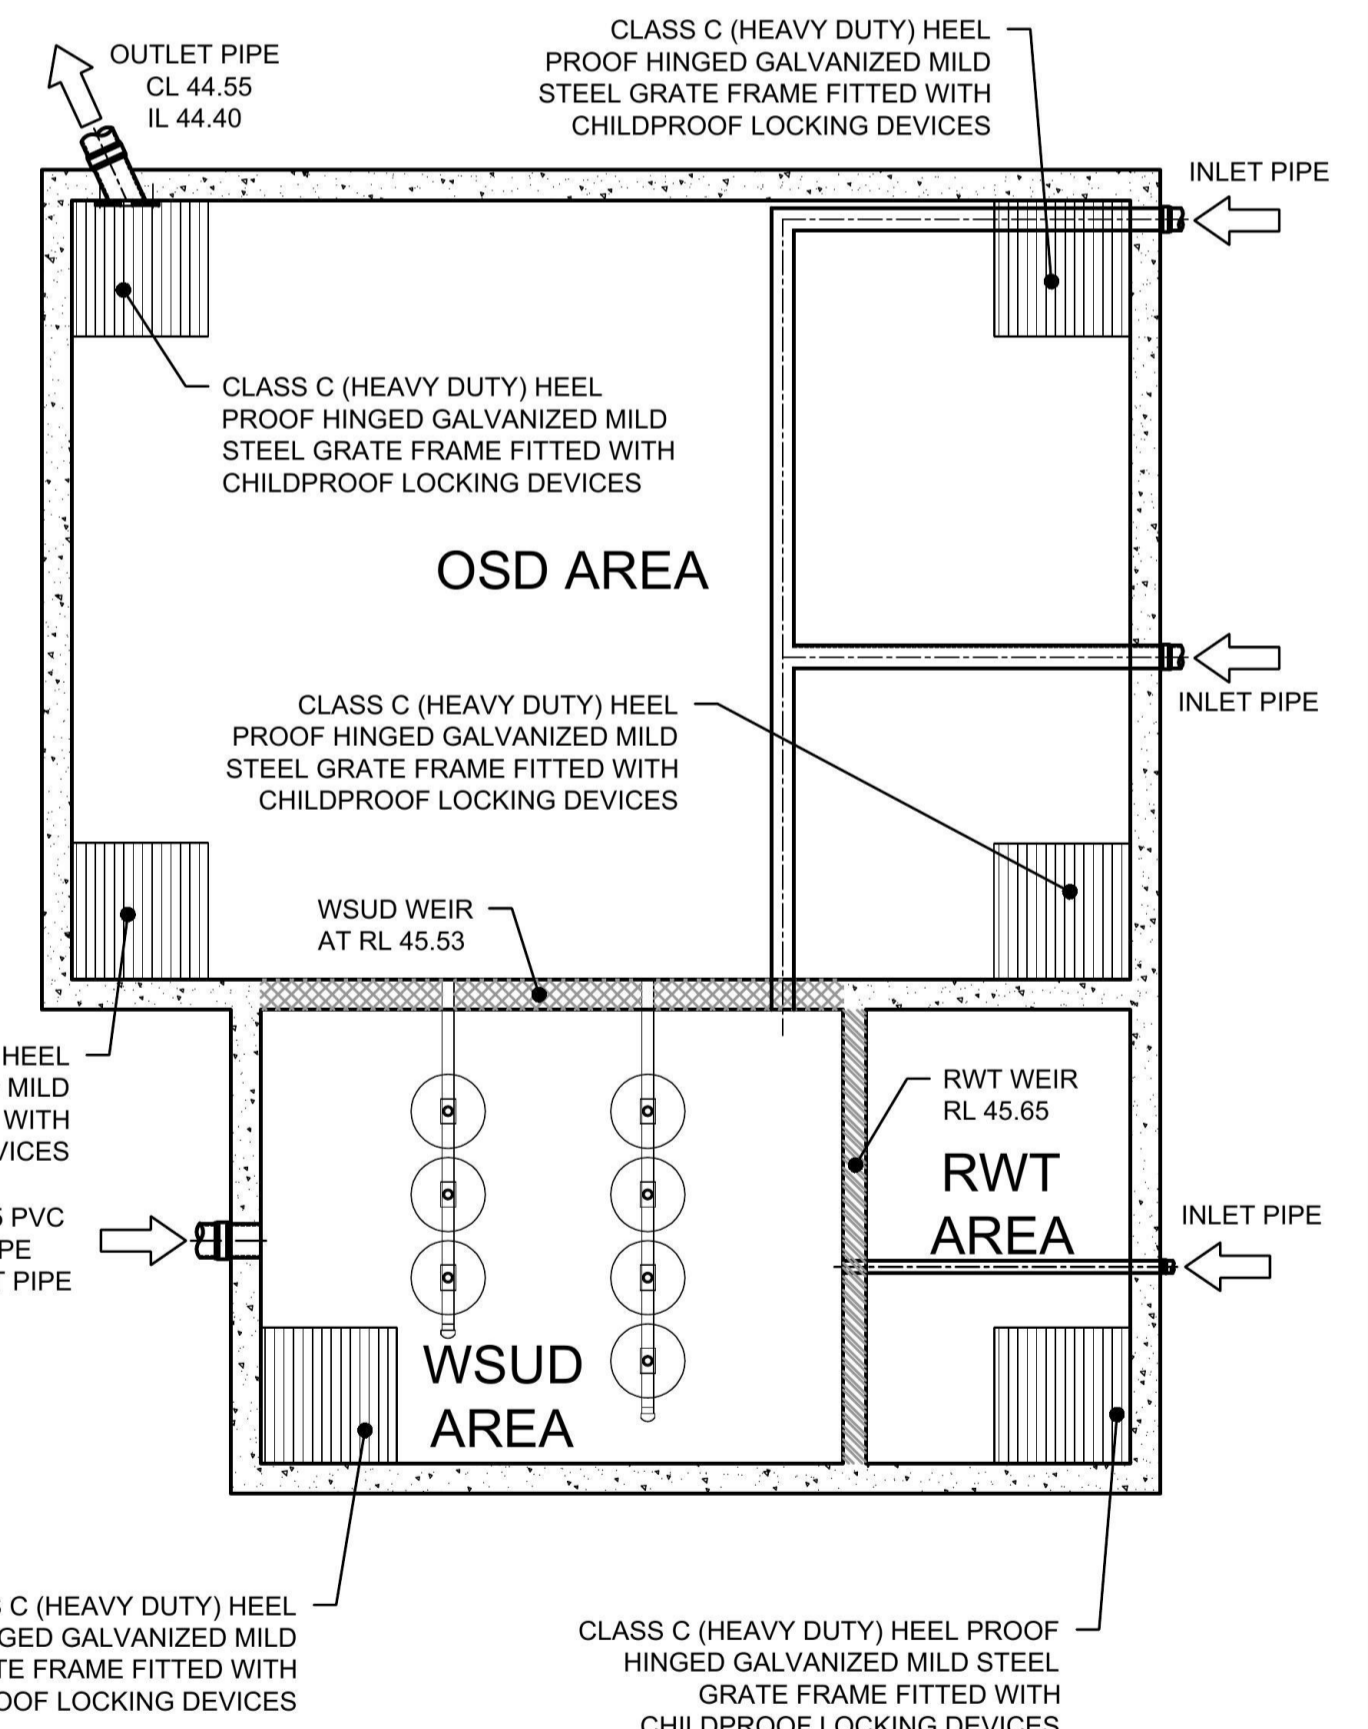 OUTLET PIPE
CL 44.55
IL 44.40
CLASS C (HEAVY DUTY) HEEL
PROOF HINGED GALVANIZED MILD
STEEL GRATE FRAME FITTED WITH
CHILDPROOF LOCKING DEVICES
INLET PIPE
CLASS C (HEAVY DUTY) HEEL
PROOF HINGED GALVANIZED MILD
STEEL GRATE FRAME FITTED WITH
CHILDPROOF LOCKING DEVICES
OSD AREA
CLASS C (HEAVY DUTY) HEEL
PROOF HINGED GALVANIZED MILD
STEEL GRATE FRAME FITTED WITH
CHILDPROOF LOCKING DEVICES
INLET PIPE
WSUD WEIR
AT RL 45.53
HEEL
MILD
WITH
RWT WEIR
RL 45.65
RWT
AREA
PVC
PIPE
INLET PIPE
WSUD
AREA
C (HEAVY DUTY) HEEL
GALVANIZED MILD
FRAME FITTED WITH
LOCKING DEVICES
CLASS C (HEAVY DUTY) HEEL PROOF
HINGED GALVANIZED MILD STEEL
GRATE FRAME FITTED WITH
CHILDPROOF LOCKING DEVICES